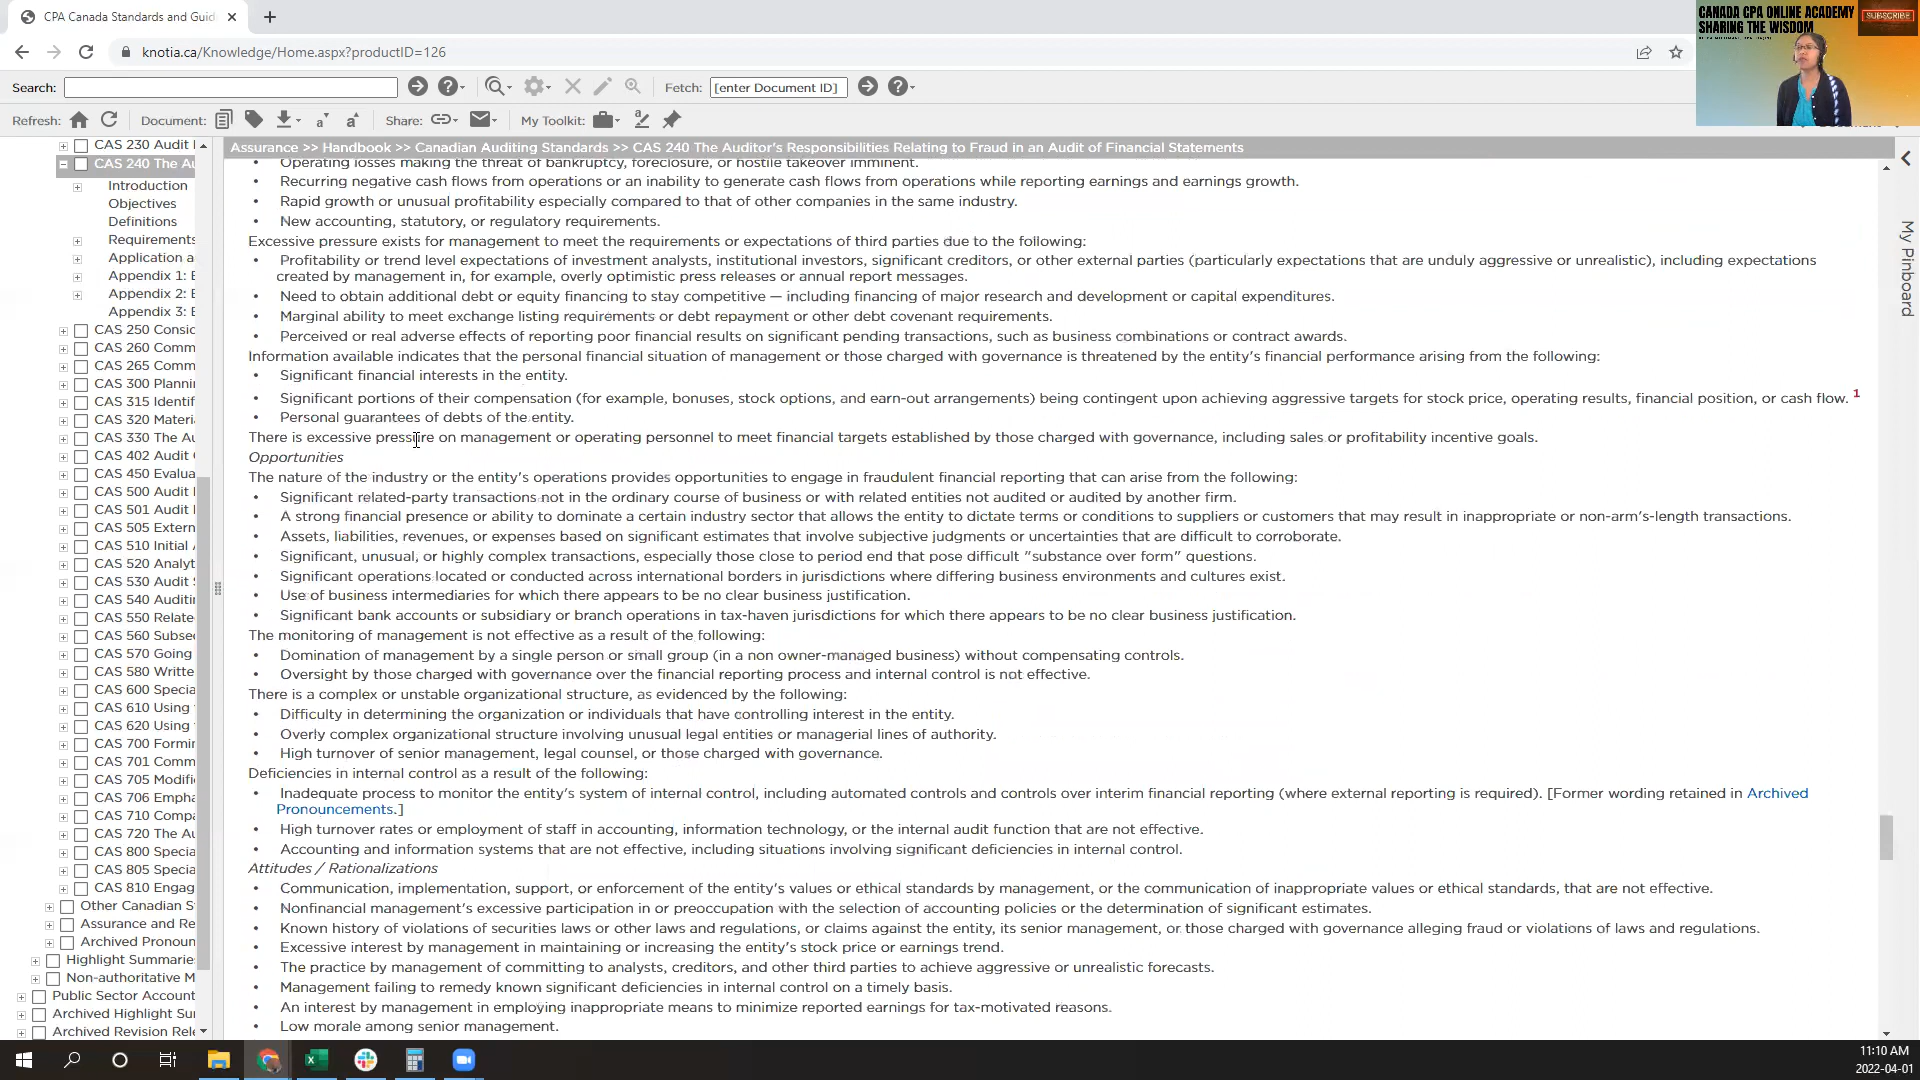 CPA Canada Standards and Guid
knotia.ca/Knowledge/Home.aspx?productID=126
CANADA CPA ONLINE ACADEMY
SHARING THE WISDOM
SUBSCRIBE
Search:
Fetch: [enter Document ID]
Refresh: Document: Share: My Toolkit:
Assurance >> Handbook >> Canadian Auditing Standards >> CAS 240 The Auditor's Responsibilities Relating to Fraud in an Audit of Financial Statements
CAS 230 Audit
CAS 240 The Au
Introduction
Objectives
Definitions
Requirements
Application a
Appendix 1: E
Appendix 2: E
Appendix 3: E
CAS 250 Consic
CAS 260 Comm
CAS 265 Comm
CAS 300 Plannin
CAS 315 Identif
CAS 320 Materi
CAS 330 The Au
CAS 402 Audit
CAS 450 Evalua
CAS 500 Audit
CAS 501 Audit
CAS 505 Extern
CAS 510 Initial
CAS 520 Analyt
CAS 530 Audit
CAS 540 Auditin
CAS 550 Relate
CAS 560 Subse
CAS 570 Going
CAS 580 Writte
CAS 600 Specia
CAS 610 Using
CAS 620 Using
CAS 700 Formin
CAS 701 Comm
CAS 705 Modifi
CAS 706 Empha
CAS 710 Compa
CAS 720 The Au
CAS 800 Specia
CAS 805 Specia
CAS 810 Engag
Other Canadian S
Assurance and Re
Archived Pronoun
Highlight Summarie
Non-authoritative M
Public Sector Account
Archived Highlight Sur
Archived Revision Rele
Operating losses making the threat of bankruptcy, foreclosure, or hostile takeover imminent.
• Recurring negative cash flows from operations or an inability to generate cash flows from operations while reporting earnings and earnings growth.
• Rapid growth or unusual profitability especially compared to that of other companies in the same industry.
• New accounting, statutory, or regulatory requirements.
Excessive pressure exists for management to meet the requirements or expectations of third parties due to the following:
• Profitability or trend level expectations of investment analysts, institutional investors, significant creditors, or other external parties (particularly expectations that are unduly aggressive or unrealistic), including expectations
created by management in, for example, overly optimistic press releases or annual report messages.
• Need to obtain additional debt or equity financing to stay competitive — including financing of major research and development or capital expenditures.
• Marginal ability to meet exchange listing requirements or debt repayment or other debt covenant requirements.
• Perceived or real adverse effects of reporting poor financial results on significant pending transactions, such as business combinations or contract awards.
Information available indicates that the personal financial situation of management or those charged with governance is threatened by the entity's financial performance arising from the following:
• Significant financial interests in the entity.
• Significant portions of their compensation (for example, bonuses, stock options, and earn-out arrangements) being contingent upon achieving aggressive targets for stock price, operating results, financial position, or cash flow. 1
• Personal guarantees of debts of the entity.
There is excessive pressure on management or operating personnel to meet financial targets established by those charged with governance, including sales or profitability incentive goals.
Opportunities
The nature of the industry or the entity's operations provides opportunities to engage in fraudulent financial reporting that can arise from the following:
• Significant related-party transactions not in the ordinary course of business or with related entities not audited or audited by another firm.
• A strong financial presence or ability to dominate a certain industry sector that allows the entity to dictate terms or conditions to suppliers or customers that may result in inappropriate or non-arm's-length transactions.
• Assets, liabilities, revenues, or expenses based on significant estimates that involve subjective judgments or uncertainties that are difficult to corroborate.
• Significant, unusual, or highly complex transactions, especially those close to period end that pose difficult "substance over form" questions.
• Significant operations located or conducted across international borders in jurisdictions where differing business environments and cultures exist.
• Use of business intermediaries for which there appears to be no clear business justification.
• Significant bank accounts or subsidiary or branch operations in tax-haven jurisdictions for which there appears to be no clear business justification.
The monitoring of management is not effective as a result of the following:
• Domination of management by a single person or small group (in a non owner-managed business) without compensating controls.
• Oversight by those charged with governance over the financial reporting process and internal control is not effective.
There is a complex or unstable organizational structure, as evidenced by the following:
• Difficulty in determining the organization or individuals that have controlling interest in the entity.
• Overly complex organizational structure involving unusual legal entities or managerial lines of authority.
• High turnover of senior management, legal counsel, or those charged with governance.
Deficiencies in internal control as a result of the following:
• Inadequate process to monitor the entity's system of internal control, including automated controls and controls over interim financial reporting (where external reporting is required). [Former wording retained in Archived
Pronouncements.]
• High turnover rates or employment of staff in accounting, information technology, or the internal audit function that are not effective.
• Accounting and information systems that are not effective, including situations involving significant deficiencies in internal control.
Attitudes / Rationalizations
• Communication, implementation, support, or enforcement of the entity's values or ethical standards by management, or the communication of inappropriate values or ethical standards, that are not effective.
• Nonfinancial management's excessive participation in or preoccupation with the selection of accounting policies or the determination of significant estimates.
• Known history of violations of securities laws or other laws and regulations, or claims against the entity, its senior management, or those charged with governance alleging fraud or violations of laws and regulations.
• Excessive interest by management in maintaining or increasing the entity's stock price or earnings trend.
• The practice by management of committing to analysts, creditors, and other third parties to achieve aggressive or unrealistic forecasts.
• Management failing to remedy known significant deficiencies in internal control on a timely basis.
• An interest by management in employing inappropriate means to minimize reported earnings for tax-motivated reasons.
• Low morale among senior management.
My Pinboard
11:10 AM
2022-04-01